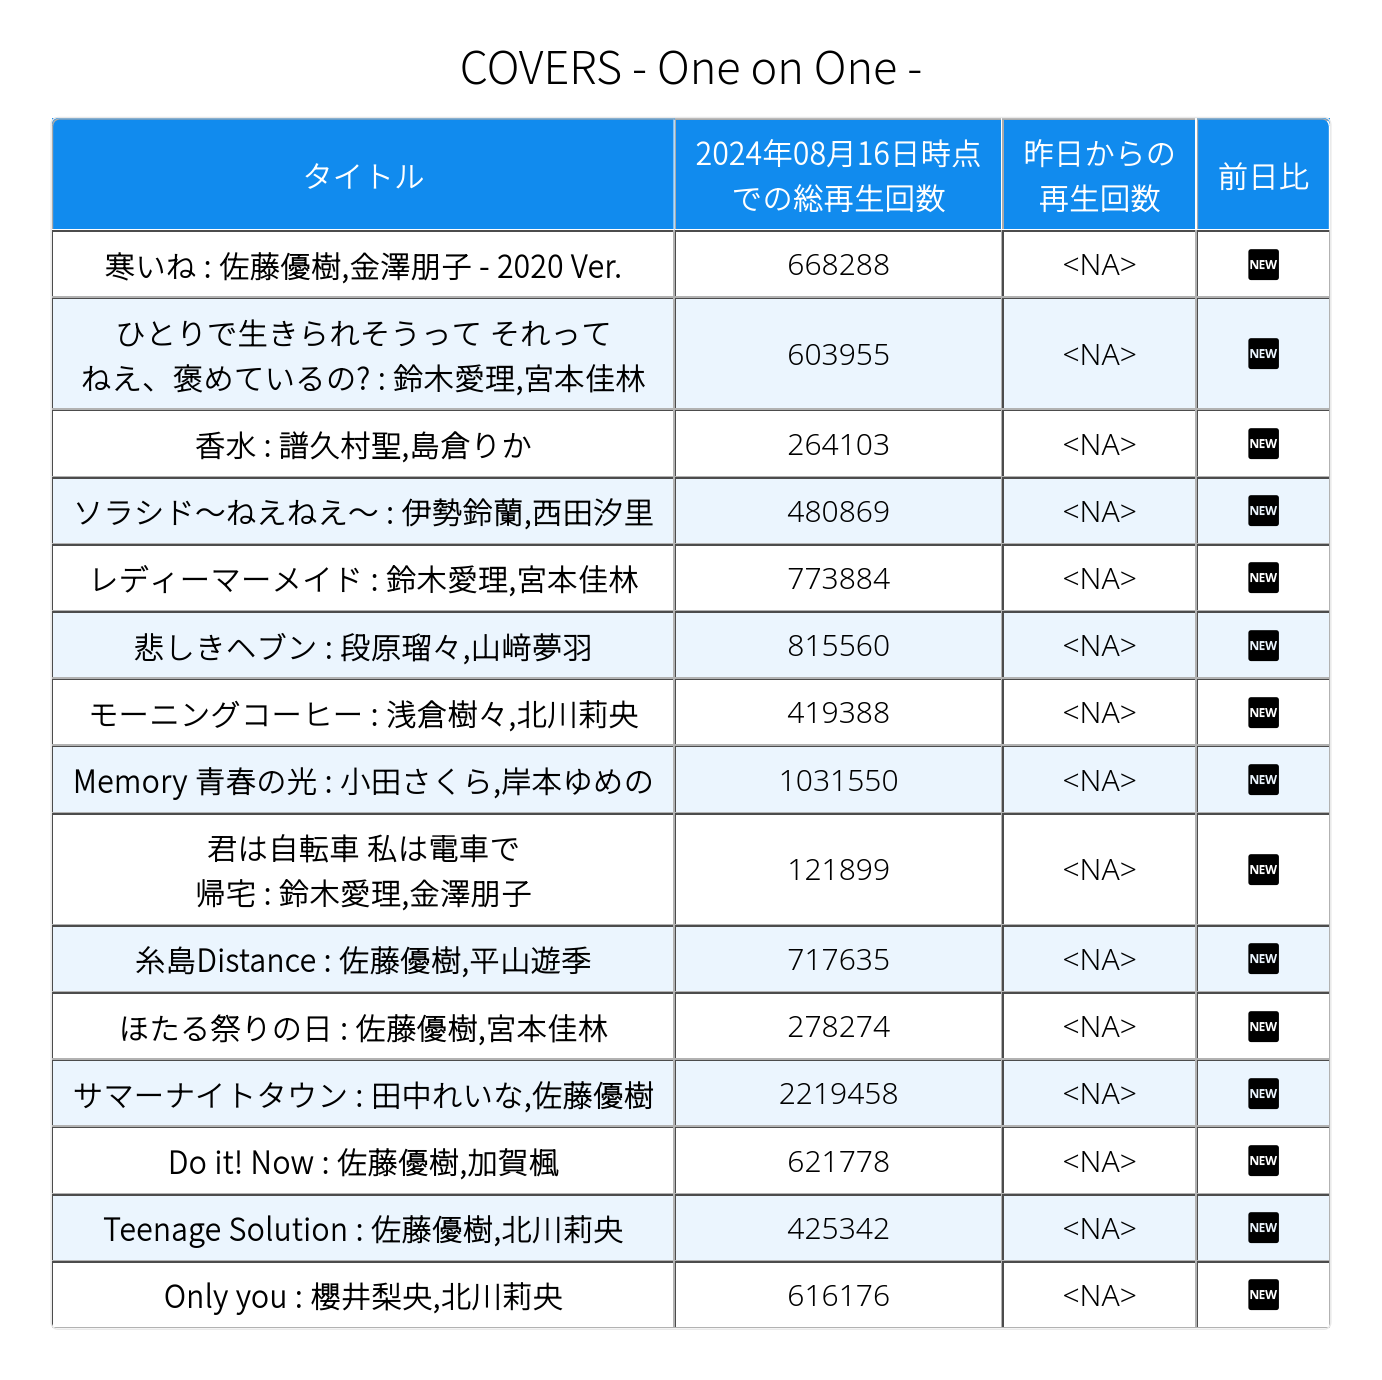 COVERS - One on One -
タイトル
2024年08月16日時点
での総再生回数
昨日からの
再生回数
前日比
寒いね : 佐藤優樹,金澤朋子 - 2020 Ver.
668288
<NA>
NEW
ひとりで生きられそうって それって
ねえ、褒めているの? : 鈴木愛理,宮本佳林
603955
<NA>
NEW
香水 : 譜久村聖,島倉りか
264103
<NA>
NEW
ソラシド～ねえねえ～ : 伊勢鈴蘭,西田汐里
480869
<NA>
NEW
レディーマーメイド : 鈴木愛理,宮本佳林
773884
<NA>
NEW
悲しきヘブン : 段原瑠々,山﨑夢羽
815560
<NA>
NEW
モーニングコーヒー : 浅倉樹々,北川莉央
419388
<NA>
NEW
Memory 青春の光 : 小田さくら,岸本ゆめの
1031550
<NA>
NEW
君は自転車 私は電車で
帰宅 : 鈴木愛理,金澤朋子
121899
<NA>
NEW
糸島Distance : 佐藤優樹,平山遊季
717635
<NA>
NEW
ほたる祭りの日 : 佐藤優樹,宮本佳林
278274
<NA>
NEW
サマーナイトタウン : 田中れいな,佐藤優樹
2219458
<NA>
NEW
Do it! Now : 佐藤優樹,加賀楓
621778
<NA>
NEW
Teenage Solution : 佐藤優樹,北川莉央
425342
<NA>
NEW
Only you : 櫻井梨央,北川莉央
616176
<NA>
NEW